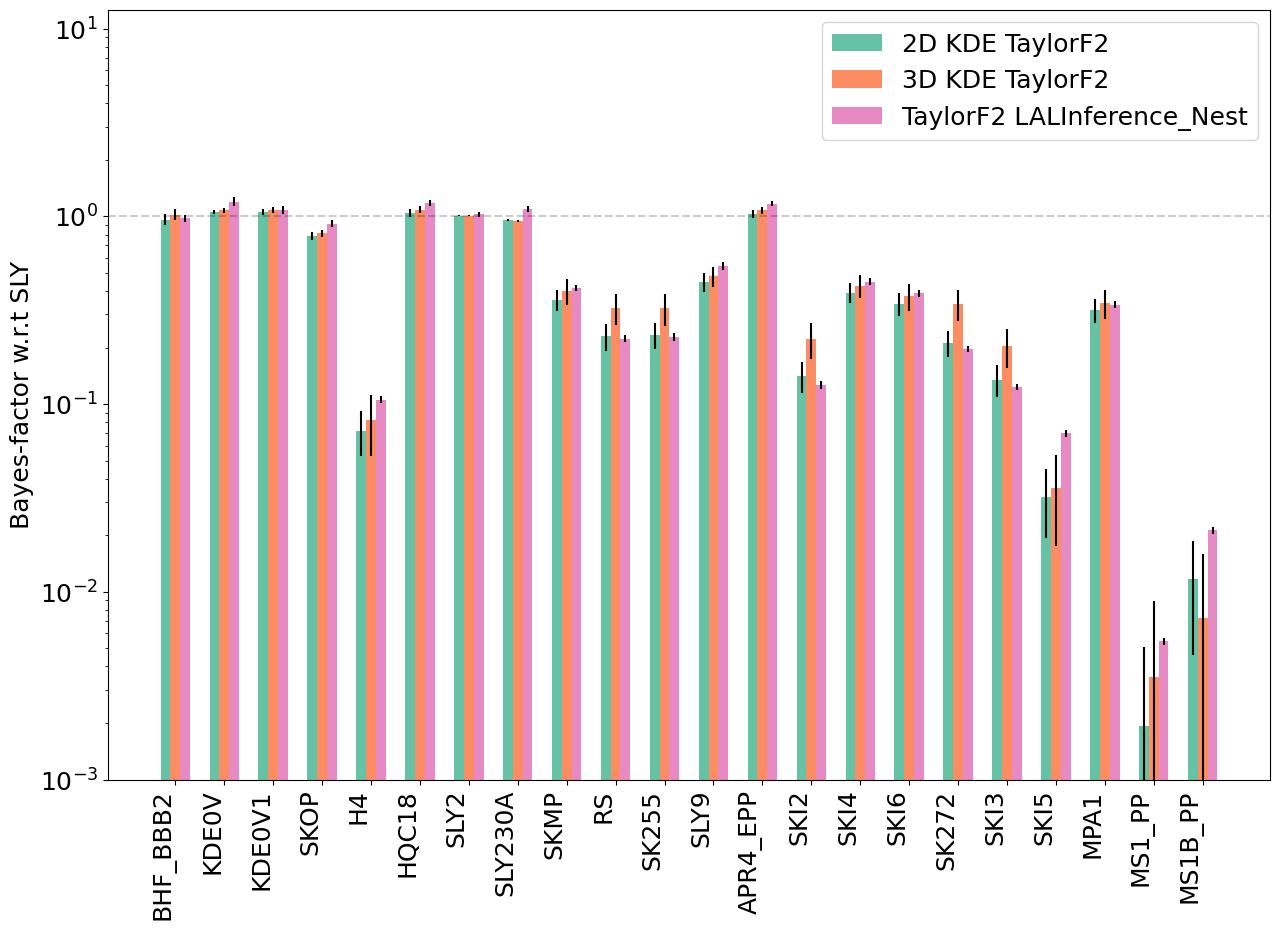 Bayes-factor w.r.t SLY
10¹
10⁰
10⁻¹
10⁻²
10⁻³
2D KDE TaylorF2
3D KDE TaylorF2
TaylorF2 LALInference_Nest
BHF_BBB2
KDE0V
KDE0V1
SKOP
H4
HQC18
SLY2
SLY230A
SKMP
RS
SK255
SLY9
APR4_EPP
SKI2
SKI4
SKI6
SK272
SKI3
SKI5
MPA1
MS1_PP
MS1B_PP